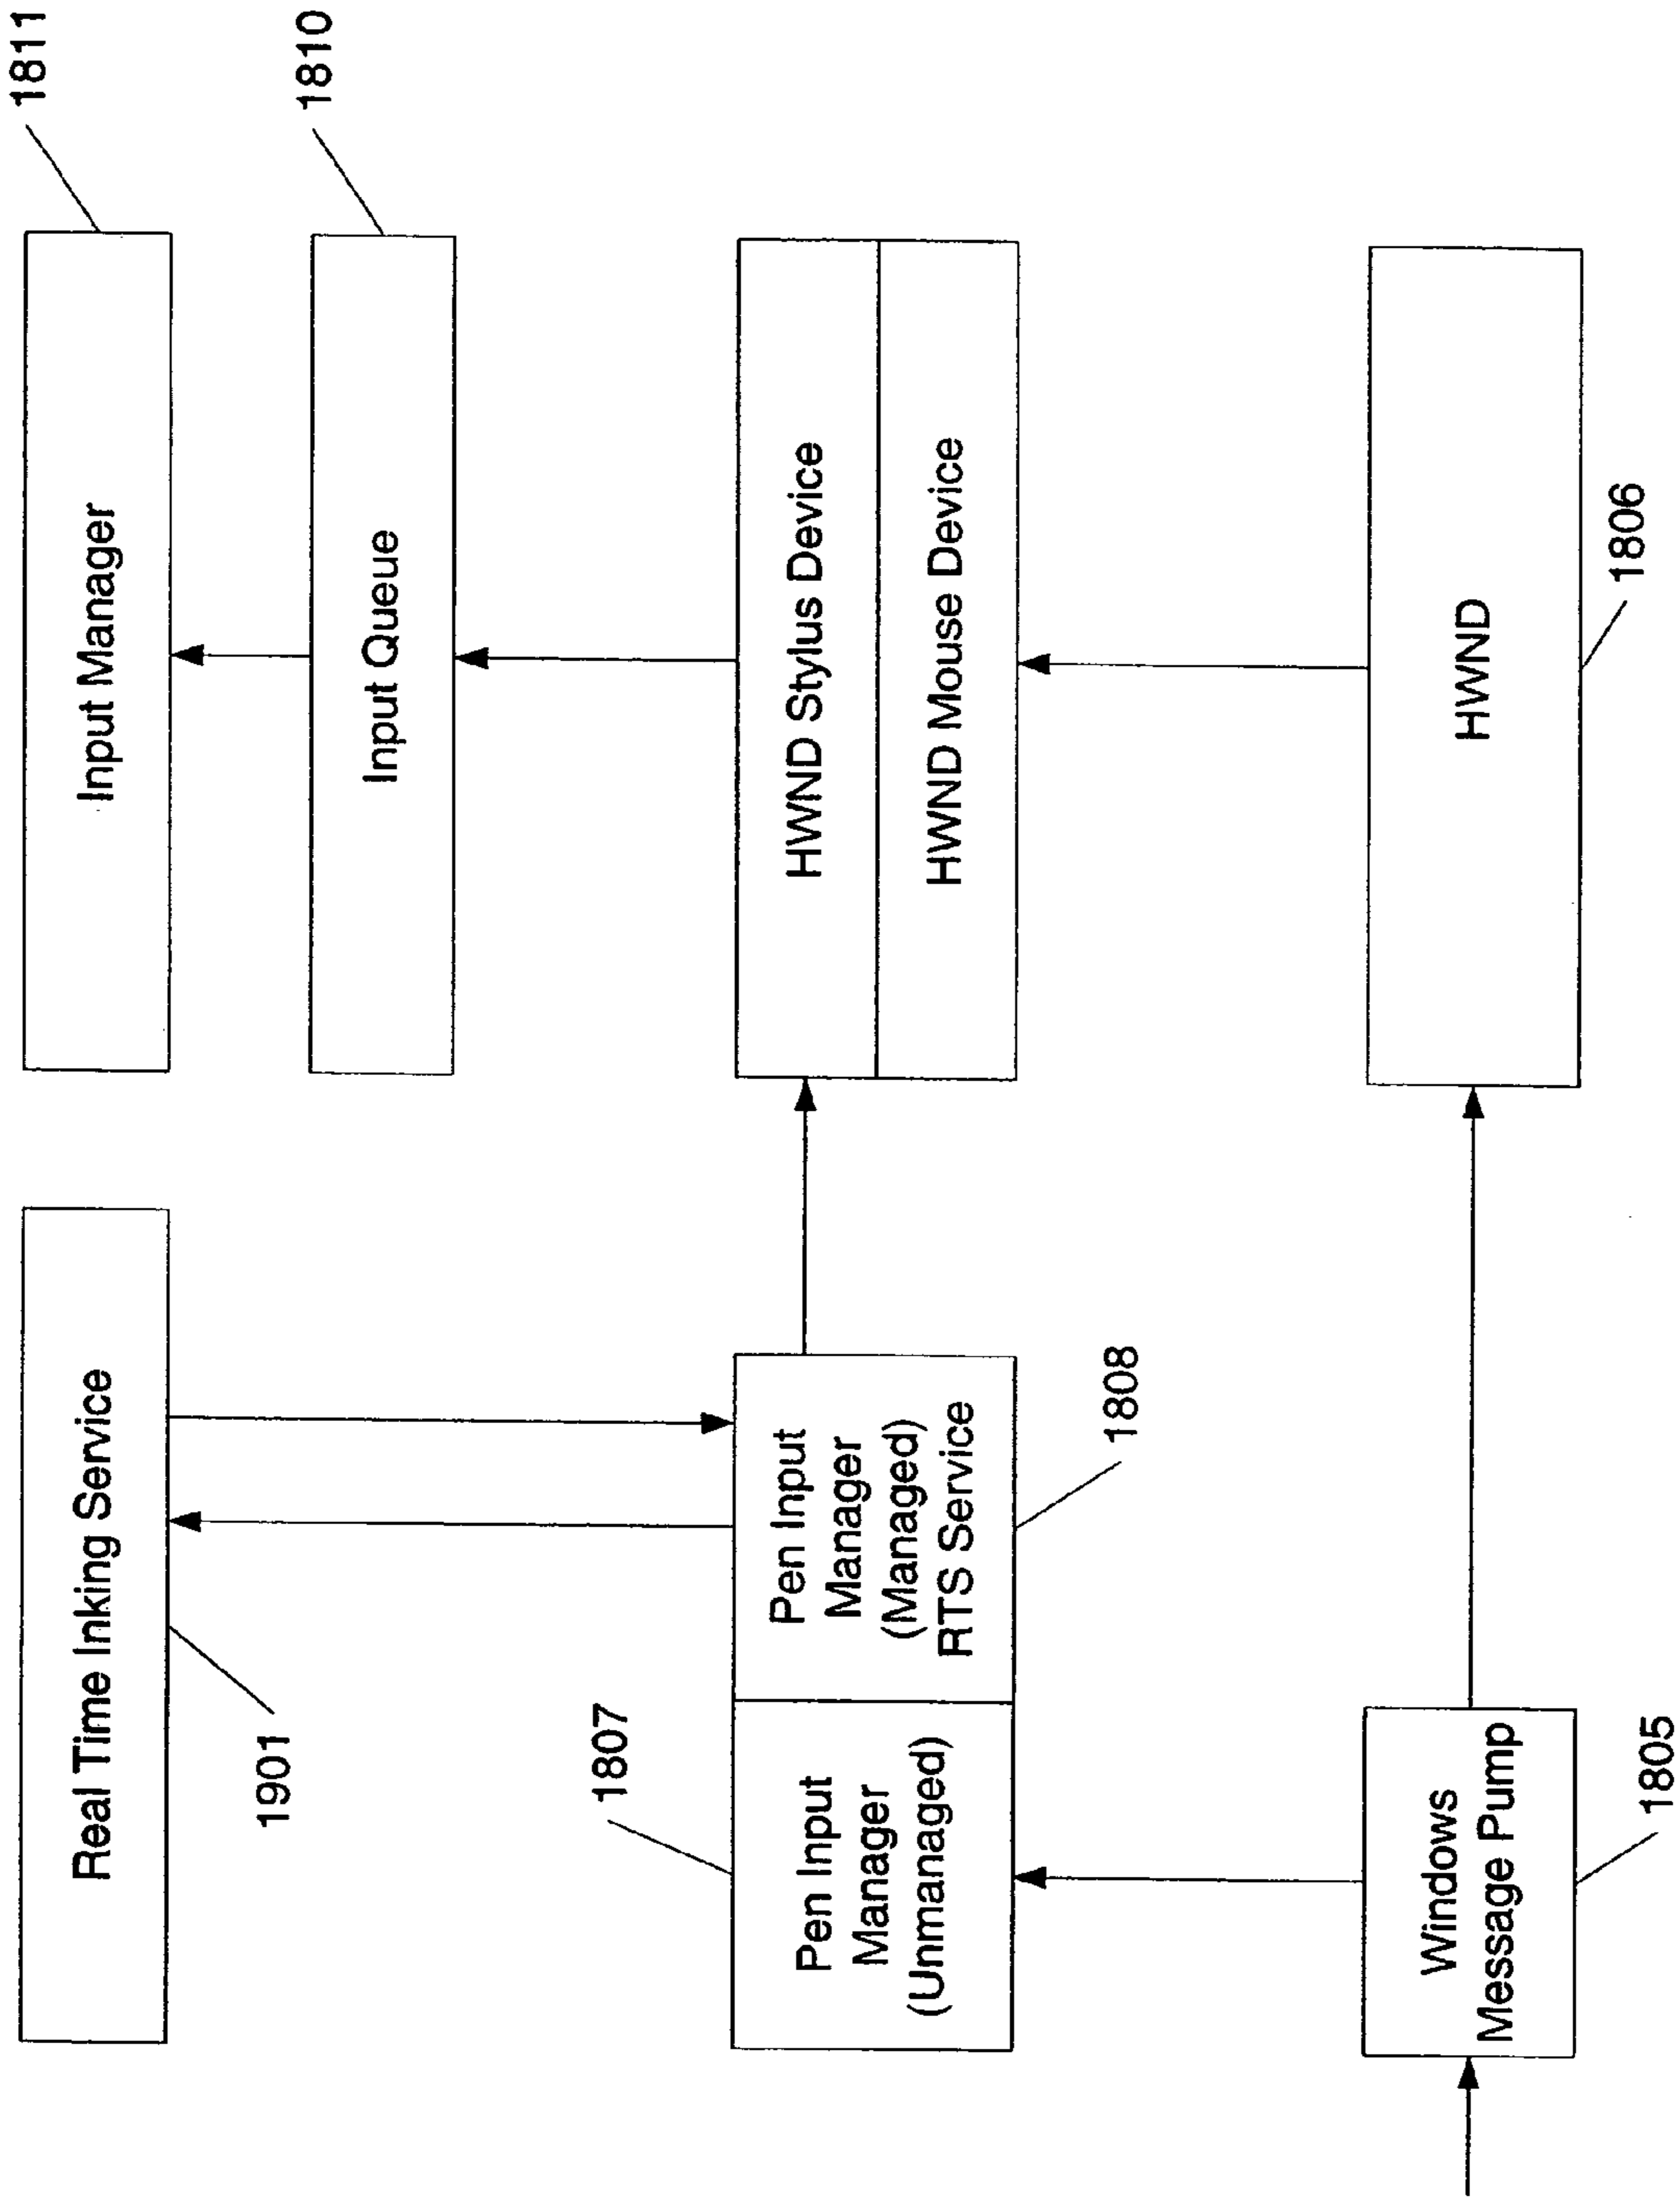 Real Time Inking Service
1901
Input Manager
1811
Input Queue
1810
1807
Pen Input
Manager
(Unmanaged)
Pen Input
Manager
(Managed)
RTS Service
1808
HWND Stylus Device
HWND Mouse Device
Windows
Message Pump
1805
HWND
1806